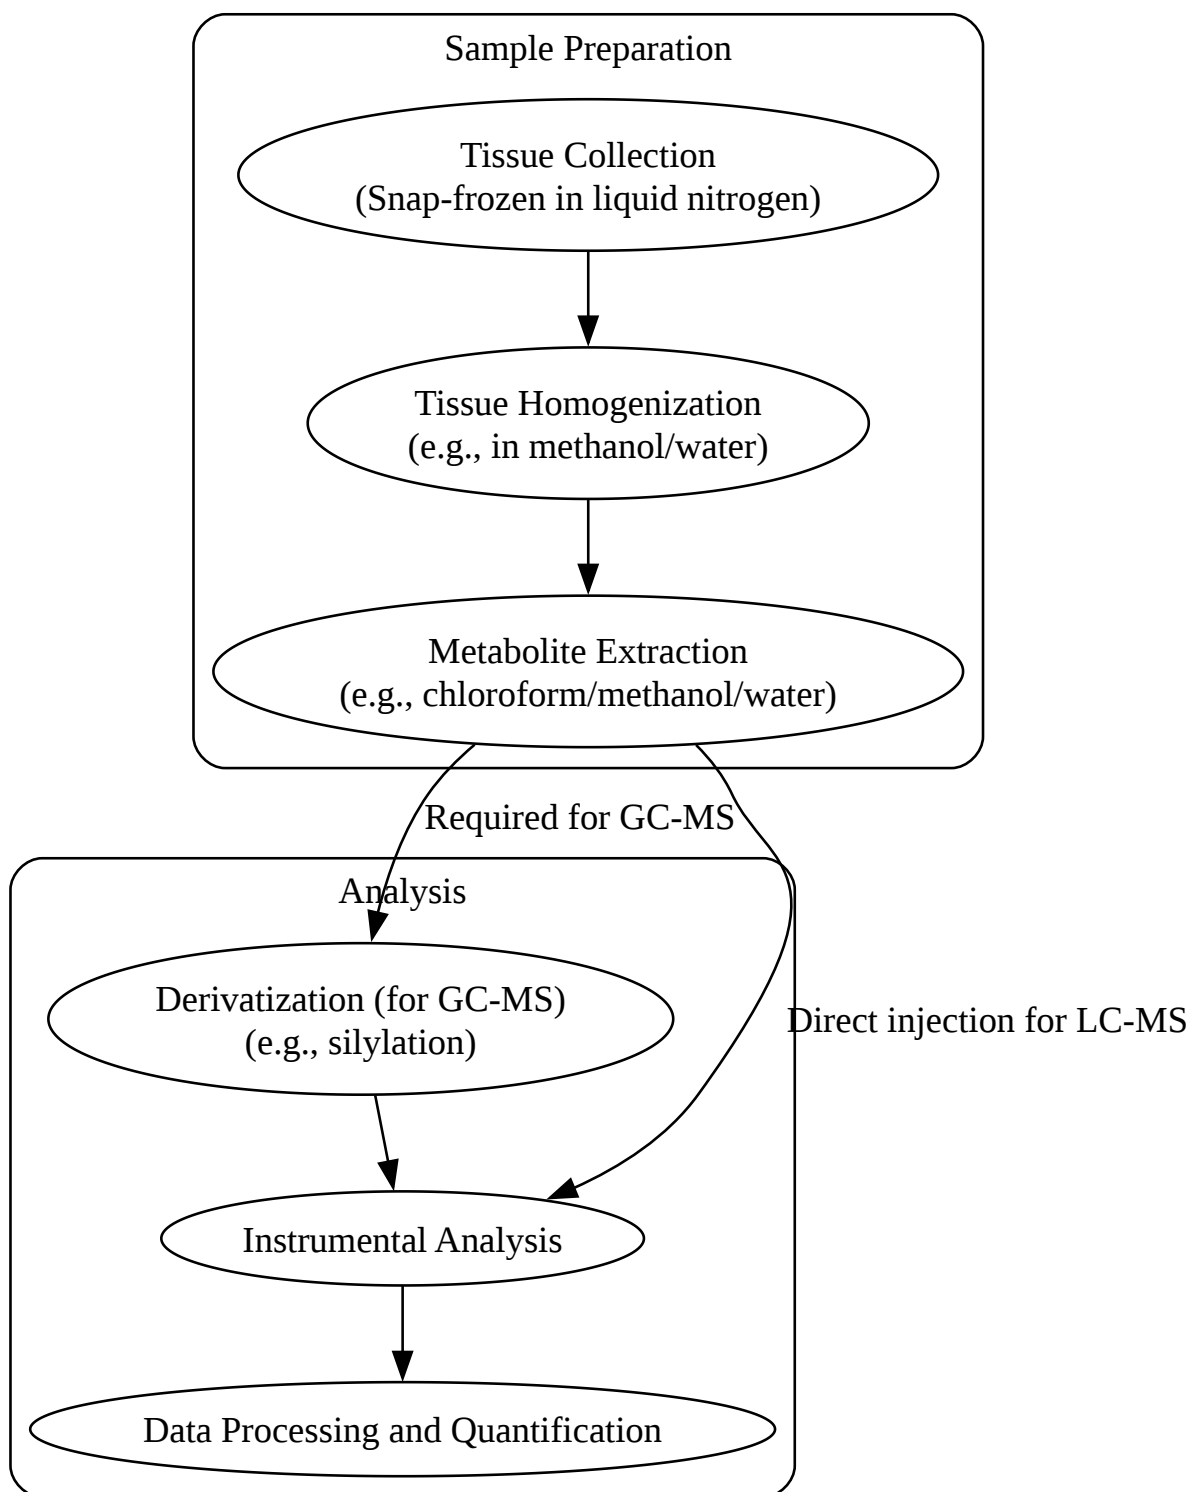 Sample Preparation
Tissue Collection
(Snap-frozen in liquid nitrogen)
Tissue Homogenization
(e.g., in methanol/water)
Metabolite Extraction
(e.g., chloroform/methanol/water)
Required for GC-MS
Analysis
Derivatization (for GC-MS)
(e.g., silylation)
Direct injection for LC-MS
Instrumental Analysis
Data Processing and Quantification